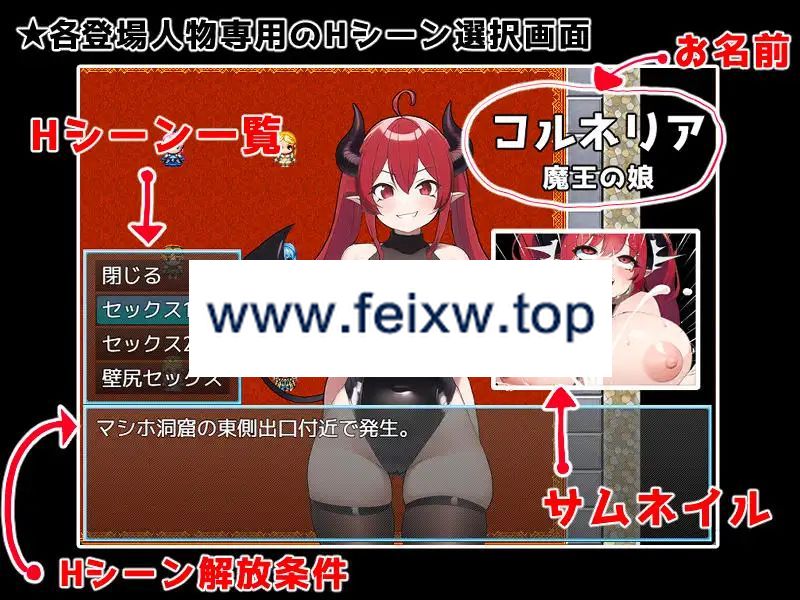 ★各登場人物専用のHシーン選択画面
お名前
Hシーン一覧
コルネリア
魔王の娘
閉じる
セックス1
セックス2
壁尻セックス
www.feixw.top
マシホ洞窟の東側出口付近で発生。
サムネイル
Hシーン解放条件